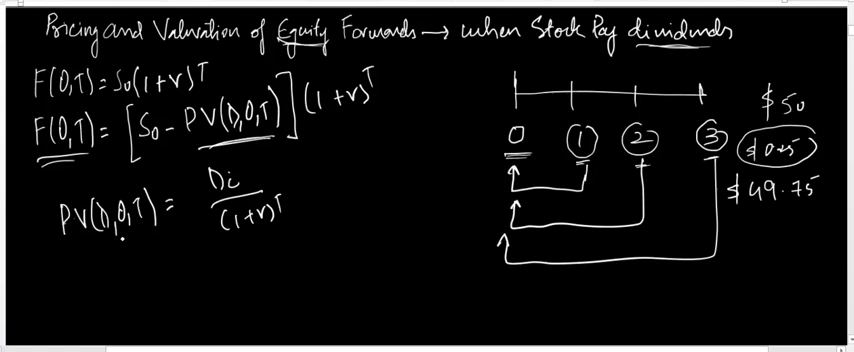 Pricing and Valuation of Equity Forwards → when Stock Pay dividends
F(0,T) = S0(1+r)^T
F(0,T) = [S0 - PV(D,0,T)](1+r)^T
PV(D,0,T) = Di / (1+r)^T
0 1 2 3
$50
$0.25
$49.75